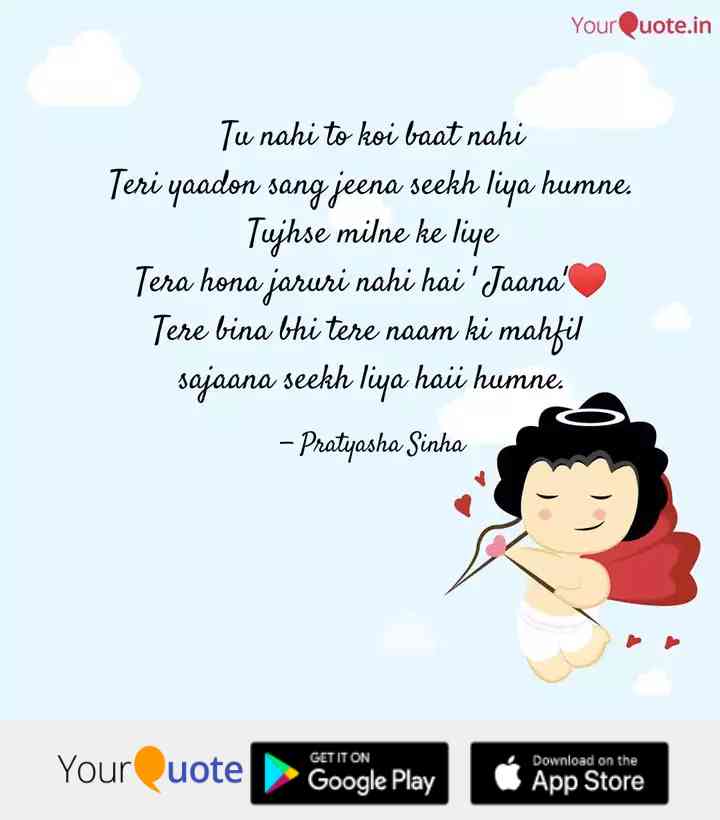 YourQuote.in
Tu nahi to koi baat nahi
Teri yaadon sang jeena seekh liya humne.
Tujhse milne ke liye
Tera hona jaruri nahi hai 'Jaana'❤
Tere bina bhi tere naam ki mahfil
sajaana seekh liya haii humne.
– Pratyasha Sinha
YourQuote
GET IT ON
Google Play
Download on the
App Store